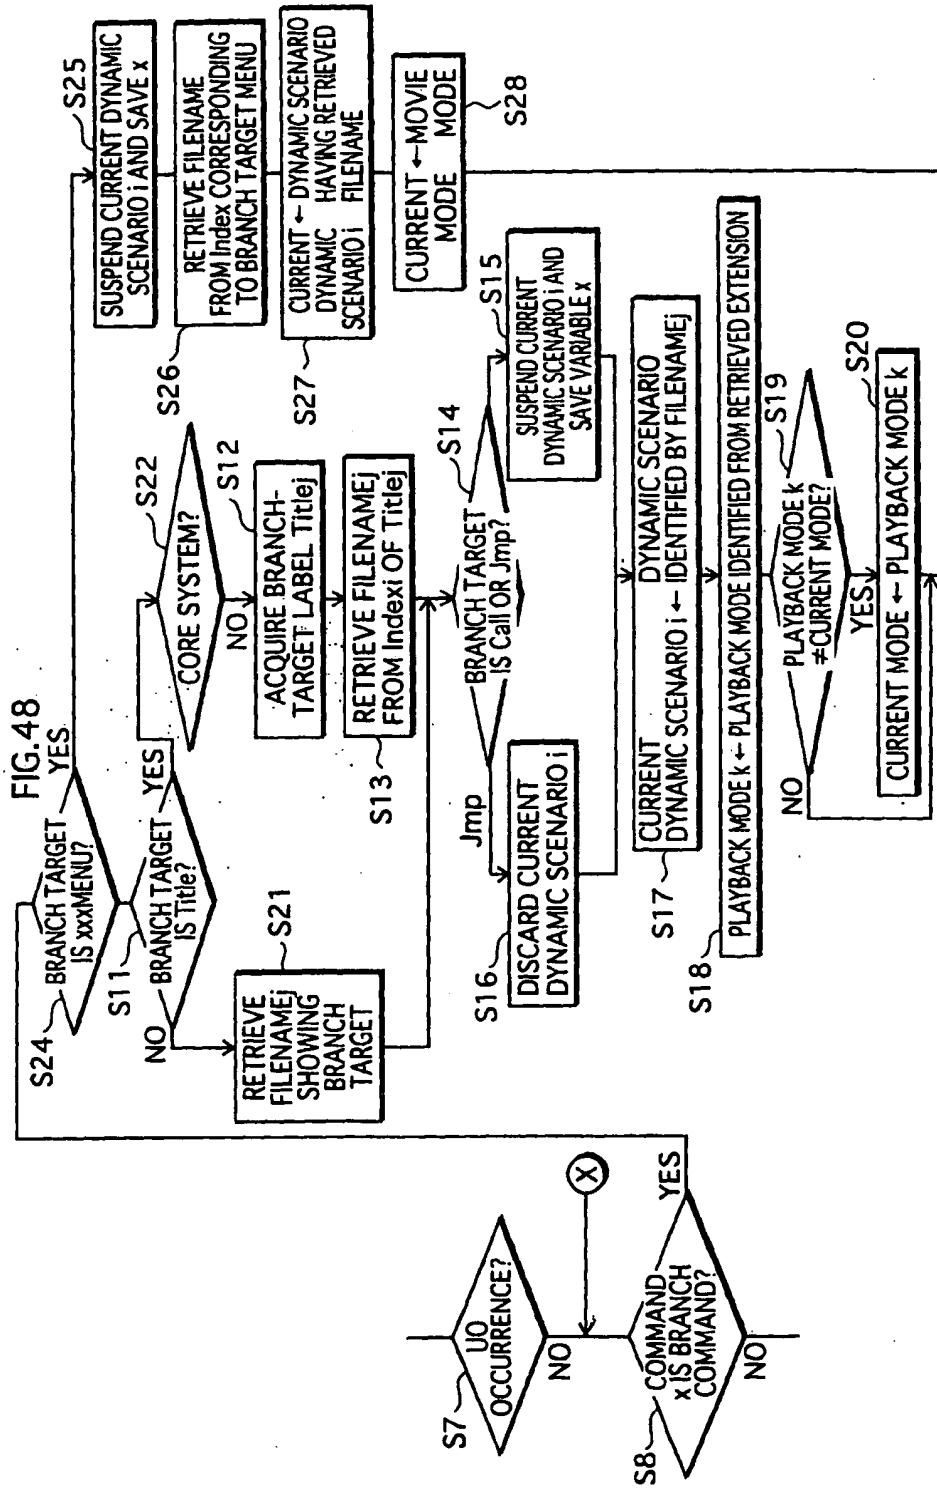 FIG.48
S7
UO
OCCURRENCE?
NO
X
S8
COMMAND
x IS BRANCH
COMMAND?
YES
NO
S24
BRANCH TARGET
IS xxxMENU?
YES
S11
BRANCH TARGET
IS Title?
YES
NO
S21
RETRIEVE
FILENAMEj
SHOWING
BRANCH
TARGET
S22
CORE SYSTEM?
NO
S12
ACQUIRE BRANCH-
TARGET LABEL Titlej
S13
RETRIEVE FILENAMEj
FROM Indexi OF Titlej
S14
BRANCH TARGET
IS Call OR Jmp?
Jmp
S16
DISCARD CURRENT
DYNAMIC SCENARIO i
S15
SUSPEND CURRENT
DYNAMIC SCENARIO i AND
SAVE VARIABLE x
S17
CURRENT DYNAMIC SCENARIO
DYNAMIC SCENARIO i ← IDENTIFIED BY FILENAMEj
S18
PLAYBACK MODE k ← PLAYBACK MODE IDENTIFIED FROM RETRIEVED EXTENSION
S19
PLAYBACK MODE k
≠CURRENT MODE?
NO
YES
S20
CURRENT MODE ← PLAYBACK MODE k
S25
SUSPEND CURRENT DYNAMIC
SCENARIO i AND SAVE x
S26
RETRIEVE FILENAME
FROM Index CORRESPONDING
TO BRANCH TARGET MENU
S27
CURRENT ← DYNAMIC SCENARIO
DYNAMIC HAVING RETRIEVED
SCENARIO i FILENAME
S28
CURRENT ←MOVIE
MODE MODE